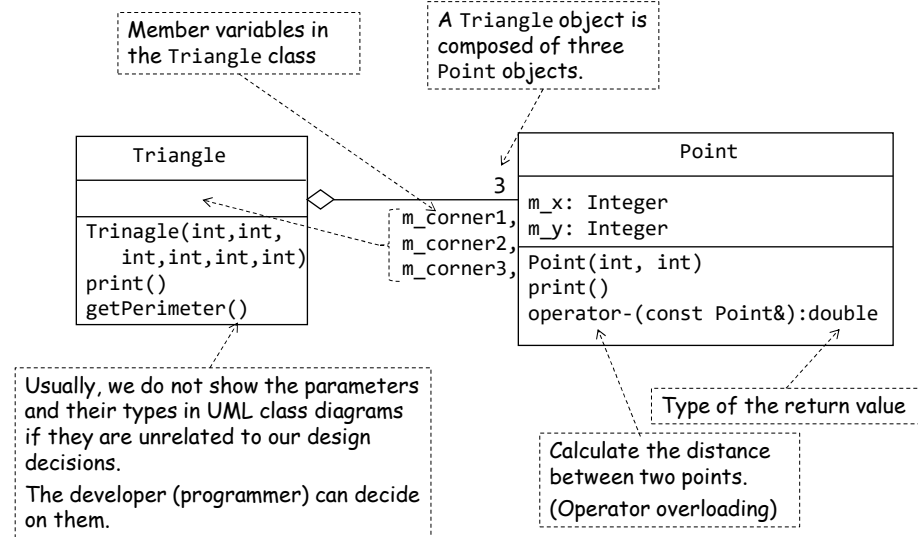 Member variables in
the Triangle class
A Triangle object is
composed of three
Point objects.
Triangle
Trinagle(int,int,
int,int,int,int)
print()
getPerimeter()
3
m_corner1,
m_corner2,
m_corner3,
Point
m_x: Integer
m_y: Integer
Point(int, int)
print()
operator-(const Point&):double
Usually, we do not show the parameters
and their types in UML class diagrams
if they are unrelated to our design
decisions.
The developer (programmer) can decide
on them.
Calculate the distance
between two points.
(Operator overloading)
Type of the return value